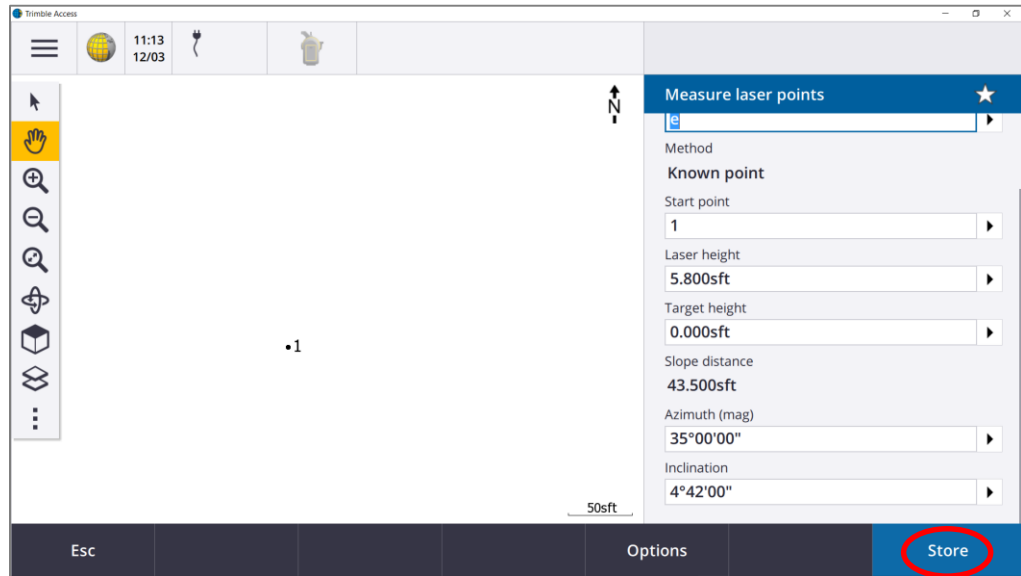 Trimble Access
11:13
12/03
N
Measure laser points
e
Method
Known point
Start point
1
Laser height
5.800sft
Target height
0.000sft
Slope distance
43.500sft
Azimuth (mag)
35°00'00"
Inclination
4°42'00"
1
50sft
Esc
Options
Store